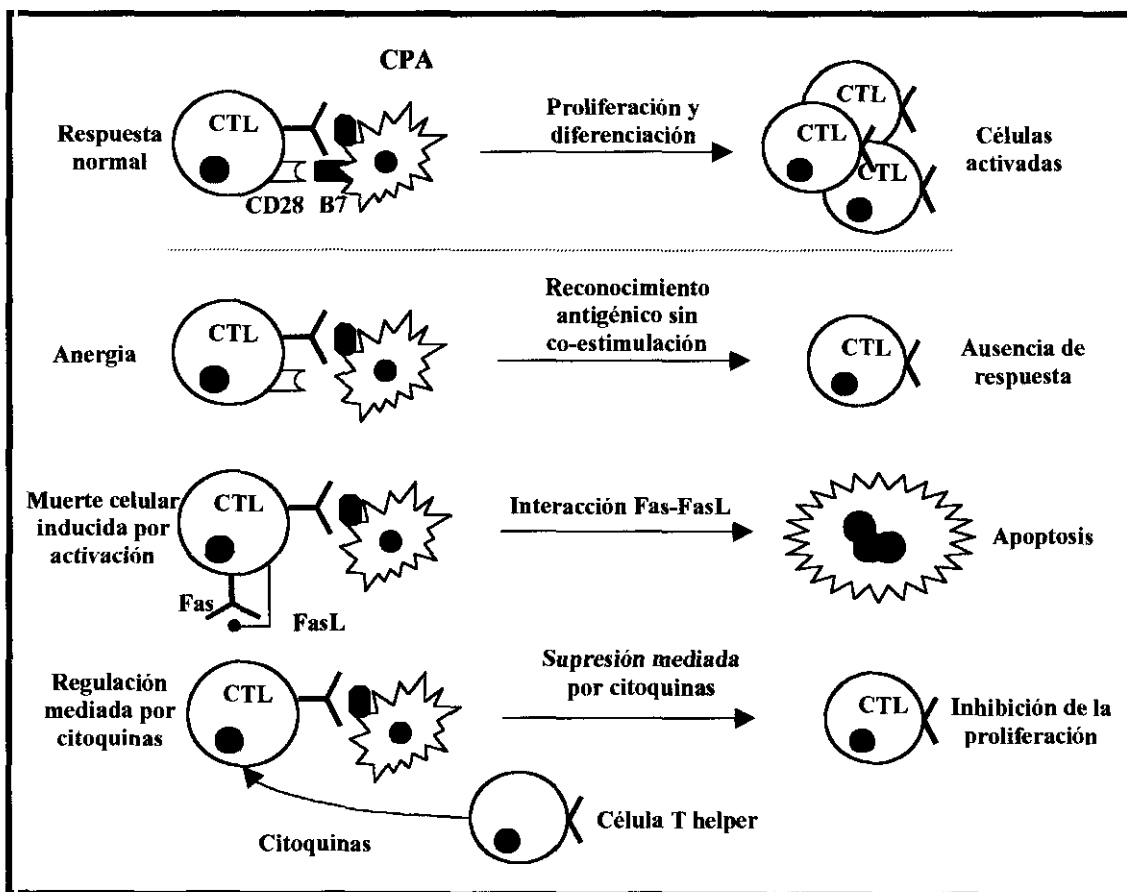 CPA
Respuesta
normal
CTL
CD28 B7
Proliferación y
diferenciación
CTL
CTL
CTL
Células
activadas
Anergia
CTL
Reconocimiento
antigénico sin
co-estimulación
CTL
Ausencia de
respuesta
Muerte celular
inducida por
activación
CTL
Fas
FasL
Interacción Fas-FasL
Apoptosis
Regulación
mediada por
citoquinas
CTL
Supresión mediada
por citoquinas
CTL
Inhibición de la
proliferación
Citoquinas
Célula T helper